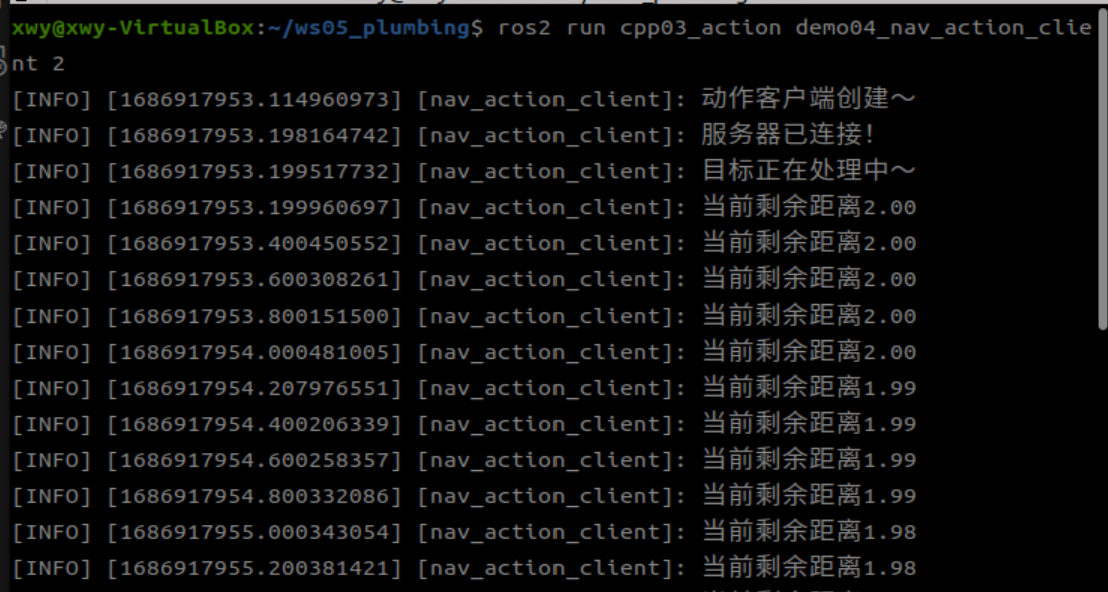 xwy@xwy-VirtualBox:~/ws05_plumbing$ ros2 run cpp03_action demo04_nav_action_clie
nt 2
[INFO] [1686917953.114960973] [nav_action_client]: 动作客户端创建～
[INFO] [1686917953.198164742] [nav_action_client]: 服务器已连接！
[INFO] [1686917953.199517732] [nav_action_client]: 目标正在处理中～
[INFO] [1686917953.199960697] [nav_action_client]: 当前剩余距离2.00
[INFO] [1686917953.400450552] [nav_action_client]: 当前剩余距离2.00
[INFO] [1686917953.600308261] [nav_action_client]: 当前剩余距离2.00
[INFO] [1686917953.800151500] [nav_action_client]: 当前剩余距离2.00
[INFO] [1686917954.000481005] [nav_action_client]: 当前剩余距离2.00
[INFO] [1686917954.207976551] [nav_action_client]: 当前剩余距离1.99
[INFO] [1686917954.400206339] [nav_action_client]: 当前剩余距离1.99
[INFO] [1686917954.600258357] [nav_action_client]: 当前剩余距离1.99
[INFO] [1686917954.800332086] [nav_action_client]: 当前剩余距离1.99
[INFO] [1686917955.000343054] [nav_action_client]: 当前剩余距离1.98
[INFO] [1686917955.200381421] [nav_action_client]: 当前剩余距离1.98